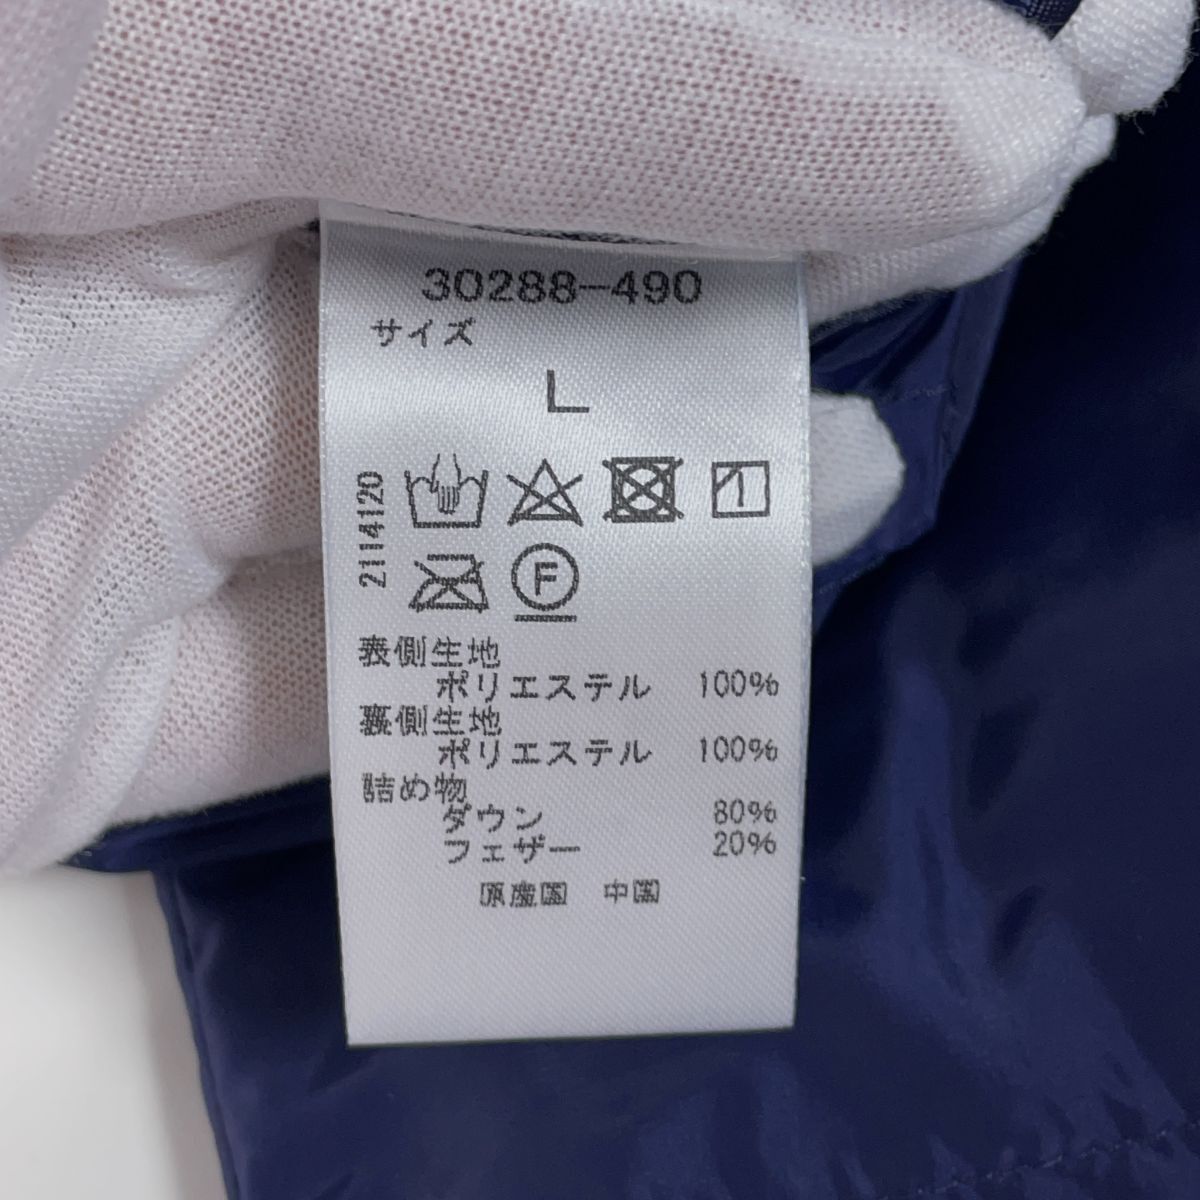 30288-490
サイズ
L
2114120
F
表側生地
ポリエステル 100%
裏側生地
ポリエステル 100%
詰め物
ダウン 80%
フェザー 20%
原産国 中国